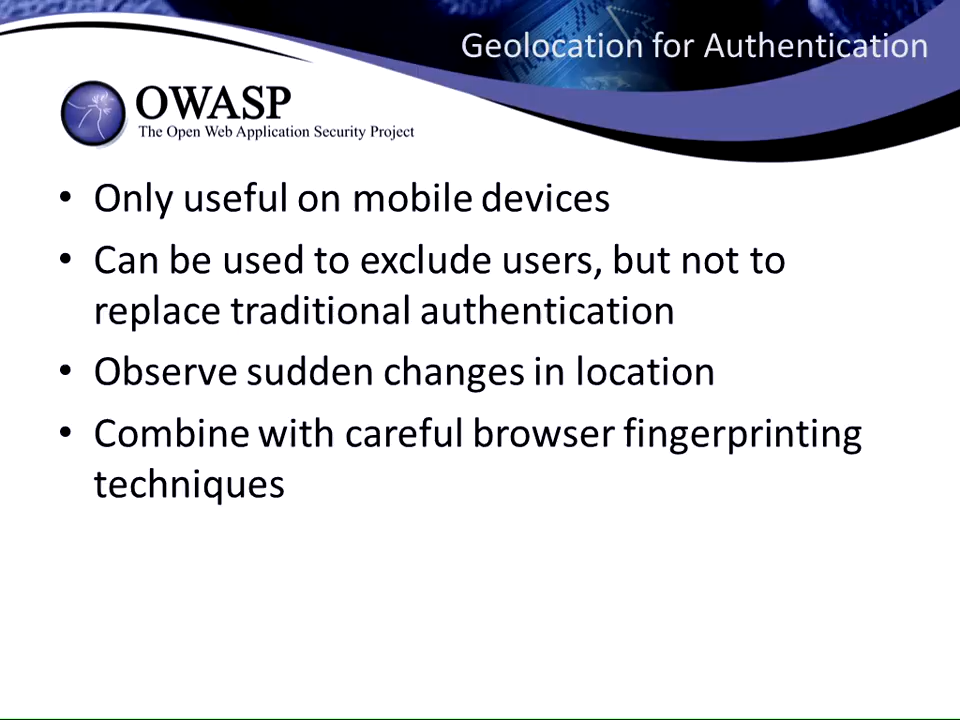 Geolocation for Authentication
OWASP
The Open Web Application Security Project
• Only useful on mobile devices
• Can be used to exclude users, but not to
replace traditional authentication
• Observe sudden changes in location
• Combine with careful browser fingerprinting
techniques